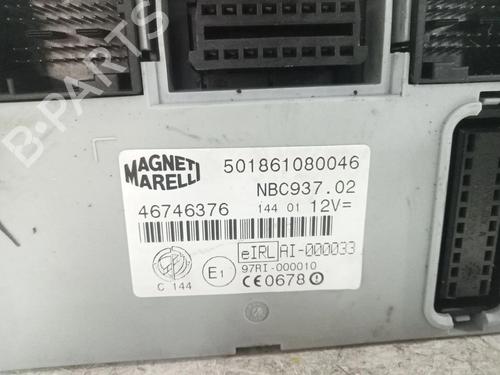 B-PARTS
MAGNETI MARELLI
501861080046
NBC937.02
46746376
144 01 12V=
eIRL AI-000033
E1
97RI-000010
C 144
CE0678